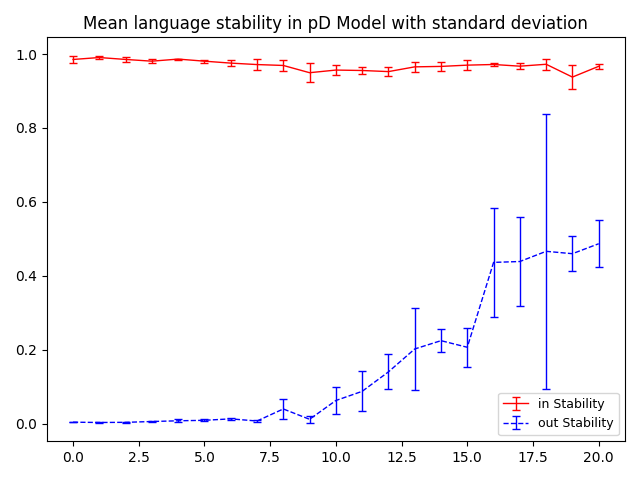 Mean language stability in pD Model with standard deviation
1.0
0.8
0.6
0.4
0.2
0.0
0.0 2.5 5.0 7.5 10.0 12.5 15.0 17.5 20.0
in Stability
out Stability